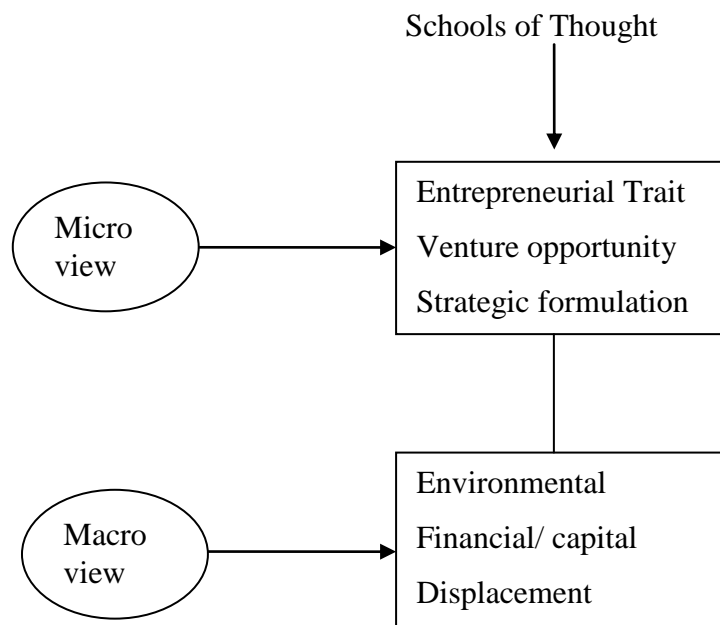 Schools of Thought
Entrepreneurial Trait
Venture opportunity
Strategic formulation
Micro
view
Environmental
Financial/ capital
Displacement
Macro
view